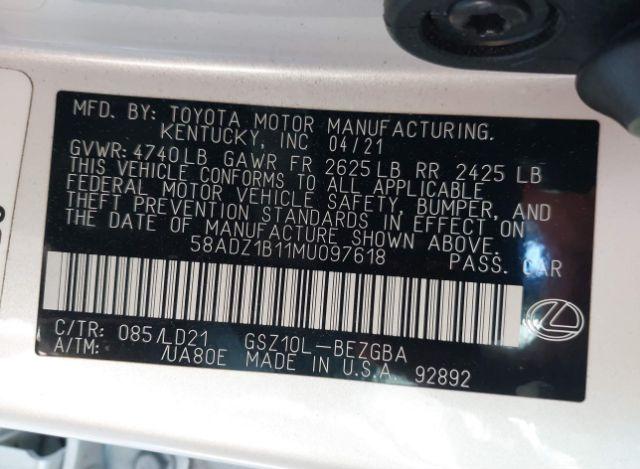 MFD. BY: TOYOTA MOTOR MANUFACTURING.
KENTUCKY, INC 04/21
GVWR: 4740LB GAWR FR 2625LB RR 2425 LB
THIS VEHICLE CONFORMS TO ALL APPLICABLE
FEDERAL MOTOR VEHICLE SAFETY, BUMPER, AND
THEFT PREVENTION STANDARDS IN EFFECT ON
THE DATE OF MANUFACTURE SHOWN ABOVE.
58ADZ1B11MU097618 PASS. CAR
C/TR: 085/LD21 GSZ10L-BEZGBA
A/TM: /UA80E MADE IN U.S.A. 92892